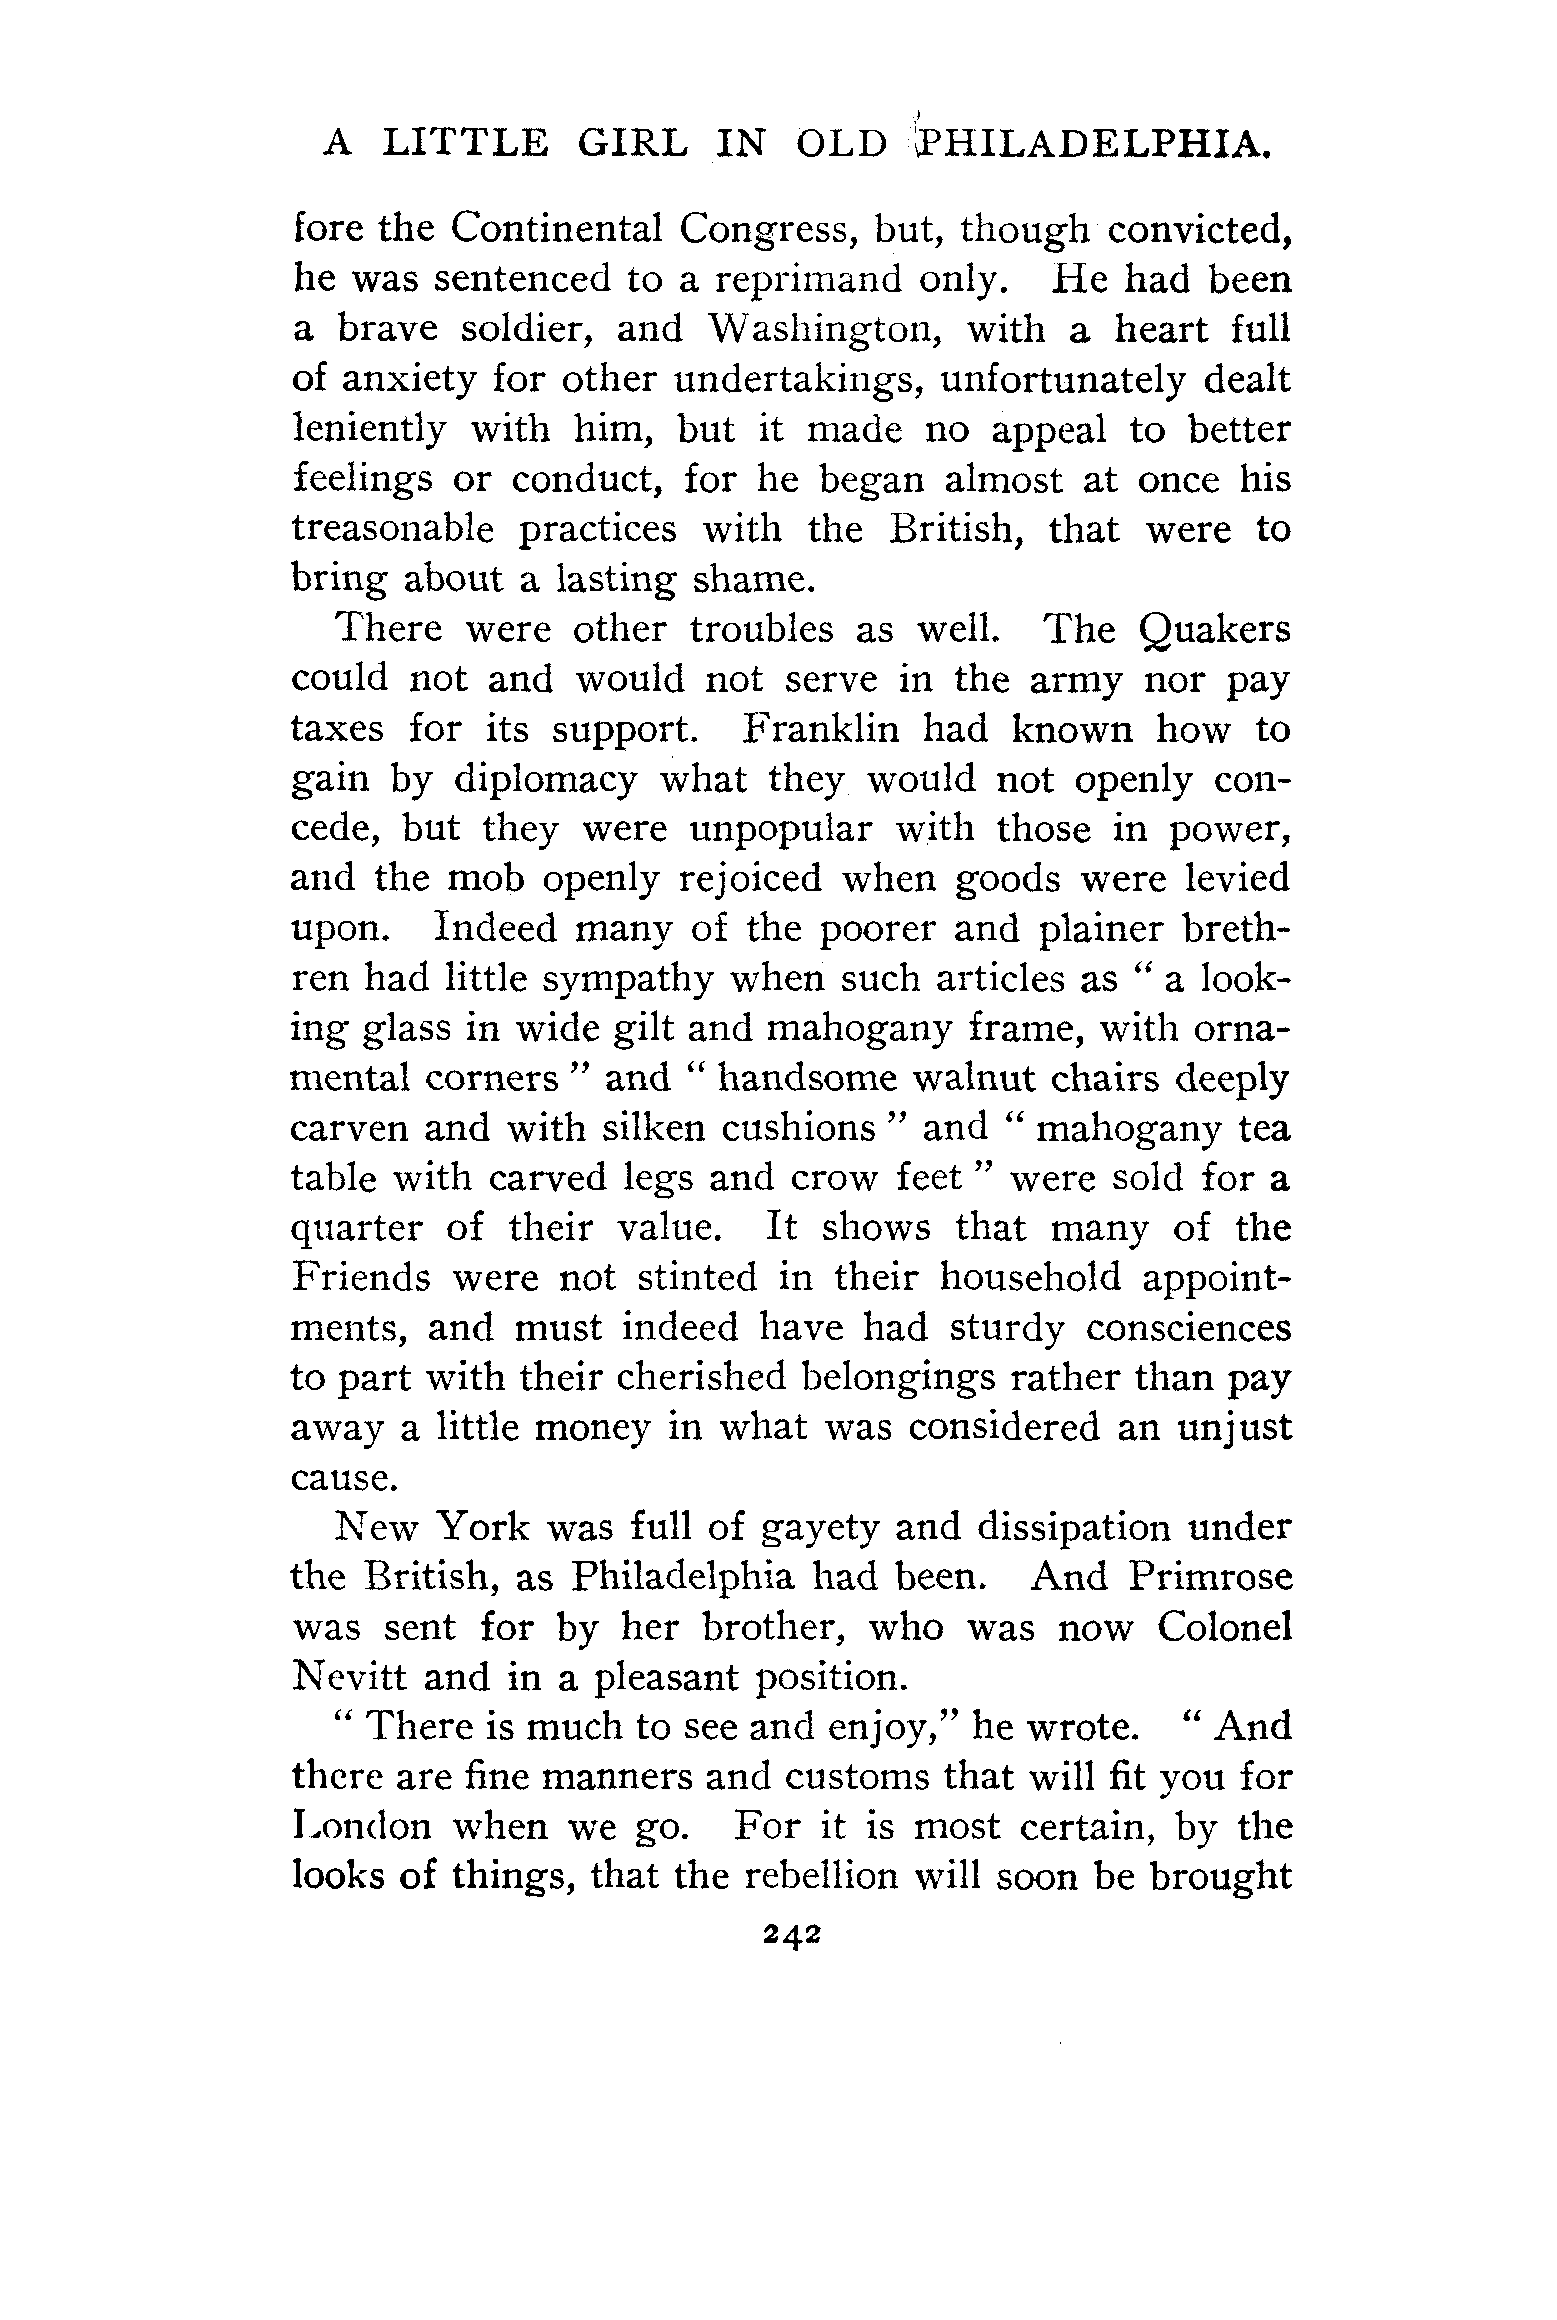 A LITTLE GIRL IN OLD PHILADELPHIA.
fore the Continental Congress, but, though convicted,
he was sentenced to a reprimand only. He had been
a brave soldier, and Washington, with a heart full
of anxiety for other undertakings, unfortunately dealt
leniently with him, but it made no appeal to better
feelings or conduct, for he began almost at once his
treasonable practices with the British, that were to
bring about a lasting shame.
There were other troubles as well. The Quakers
could not and would not serve in the army nor pay
taxes for its support. Franklin had known how to
gain by diplomacy what they would not openly con-
cede, but they were unpopular with those in power,
and the mob openly rejoiced when goods were levied
upon. Indeed many of the poorer and plainer breth-
ren had little sympathy when such articles as “ a look-
ing glass in wide gilt and mahogany frame, with orna-
mental corners ” and “ handsome walnut chairs deeply
carven and with silken cushions ” and “ mahogany tea
table with carved legs and crow feet ” were sold for a
quarter of their value. It shows that many of the
Friends were not stinted in their household appoint-
ments, and must indeed have had sturdy consciences
to part with their cherished belongings rather than pay
away a little money in what was considered an unjust
cause.
New York was full of gayety and dissipation under
the British, as Philadelphia had been. And Primrose
was sent for by her brother, who was now Colonel
Nevitt and in a pleasant position.
“ There is much to see and enjoy,” he wrote. “ And
there are fine manners and customs that will fit you for
London when we go. For it is most certain, by the
looks of things, that the rebellion will soon be brought
242